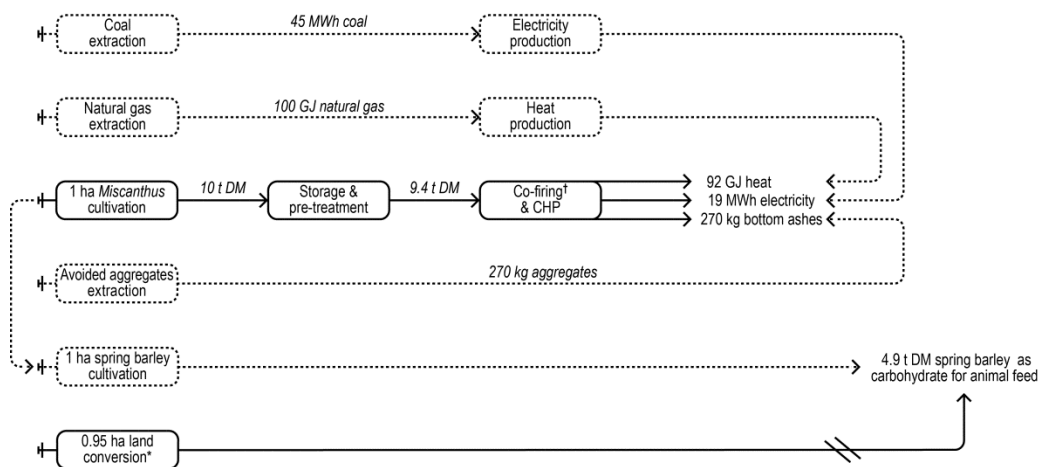 Coal
extraction
45 MWh coal
Electricity
production
Natural gas
extraction
100 GJ natural gas
Heat
production
1 ha Miscanthus
cultivation
10 t DM
Storage &
pre-treatment
9.4 t DM
Co-firing†
& CHP
92 GJ heat
19 MWh electricity
270 kg bottom ashes
Avoided aggregates
extraction
270 kg aggregates
1 ha spring barley
cultivation
4.9 t DM spring barley as
carbohydrate for animal feed
0.95 ha land
conversion*